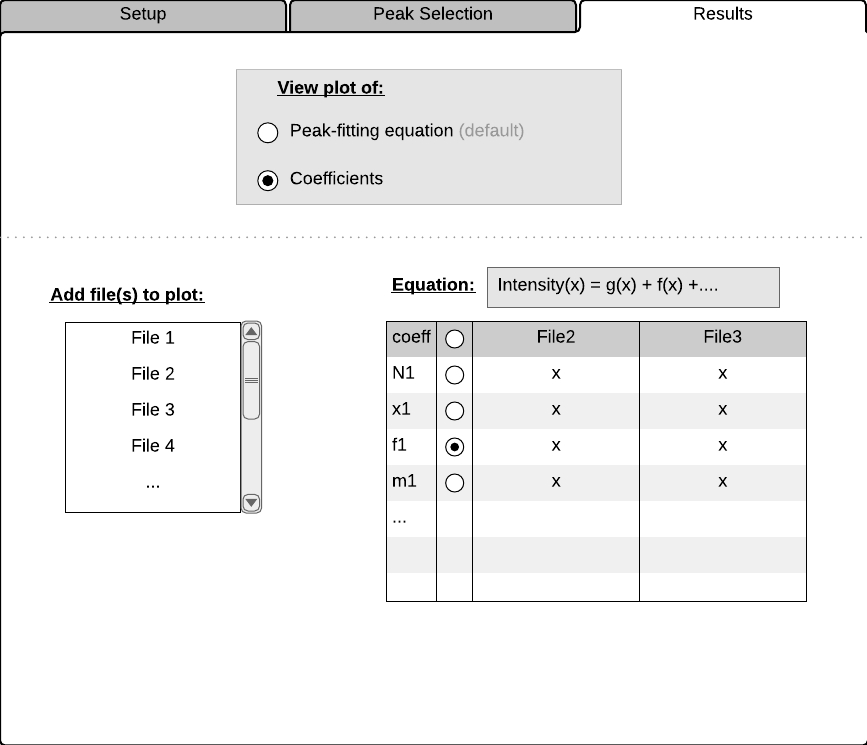 Setup Peak Selection Results
View plot of:
Peak-fitting equation (default)
Coefficients
Add file(s) to plot:
File 1
File 2
File 3
File 4
...
Equation: Intensity(x) = g(x) + f(x) +....
coeff File2 File3
N1 x x
x1 x x
f1 x x
m1 x x
...